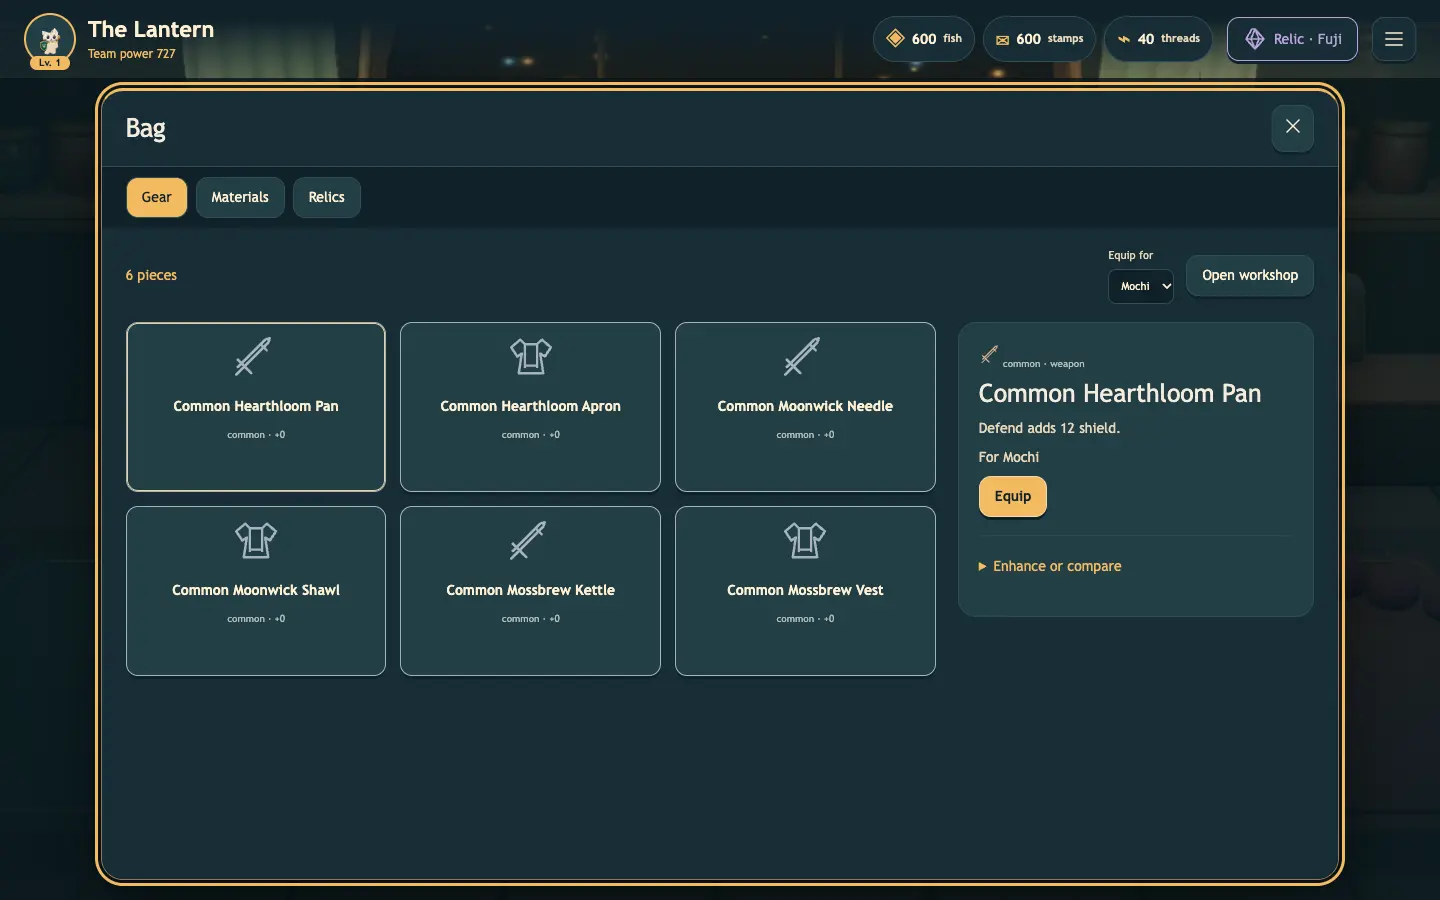 The Lantern
Team power 727
Lv. 1
600 fish
600 stamps
40 threads
Relic · Fuji
Bag
Gear
Materials
Relics
6 pieces
Equip for
Mochi
Open workshop
Common Hearthloom Pan
common · +0
Common Hearthloom Apron
common · +0
Common Moonwick Needle
common · +0
Common Moonwick Shawl
common · +0
Common Mossbrew Kettle
common · +0
Common Mossbrew Vest
common · +0
common · weapon
Common Hearthloom Pan
Defend adds 12 shield.
For Mochi
Equip
Enhance or compare